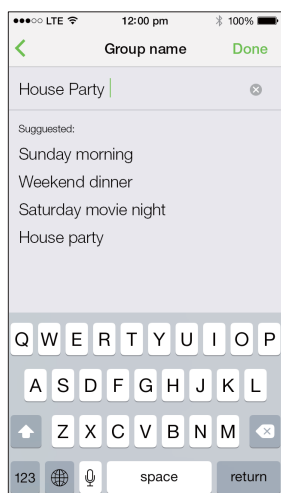 LTE 12:00 pm 100%
Group name Done
House Party
Sugguested:
Sunday morning
Weekend dinner
Saturday movie night
House party
Q W E R T Y U I O P
A S D F G H J K L
Z X C V B N M
123 space return